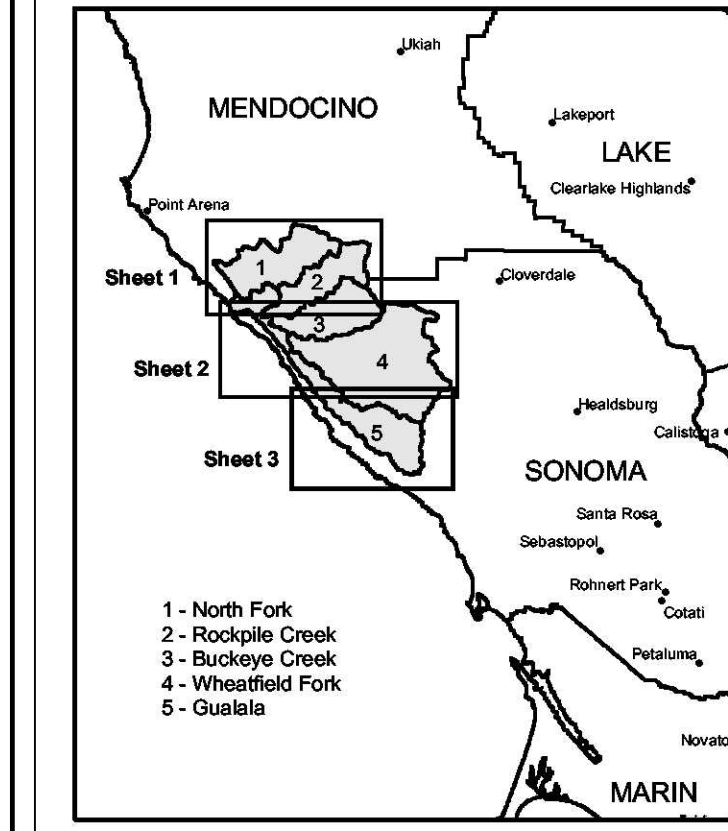 Ukiah
MENDOCINO
Lakeport
LAKE
Clearlake Highlands
Point Arena
Sheet 1
1
2
Cloverdale
3
Sheet 2
4
Healdsburg
Calistoga
5
Sheet 3
SONOMA
Santa Rosa
Sebastopol
Rohnert Park
Cotati
1 - North Fork
2 - Rockpile Creek
3 - Buckeye Creek
4 - Wheatfield Fork
5 - Gualala
Petaluma
Novato
MARIN